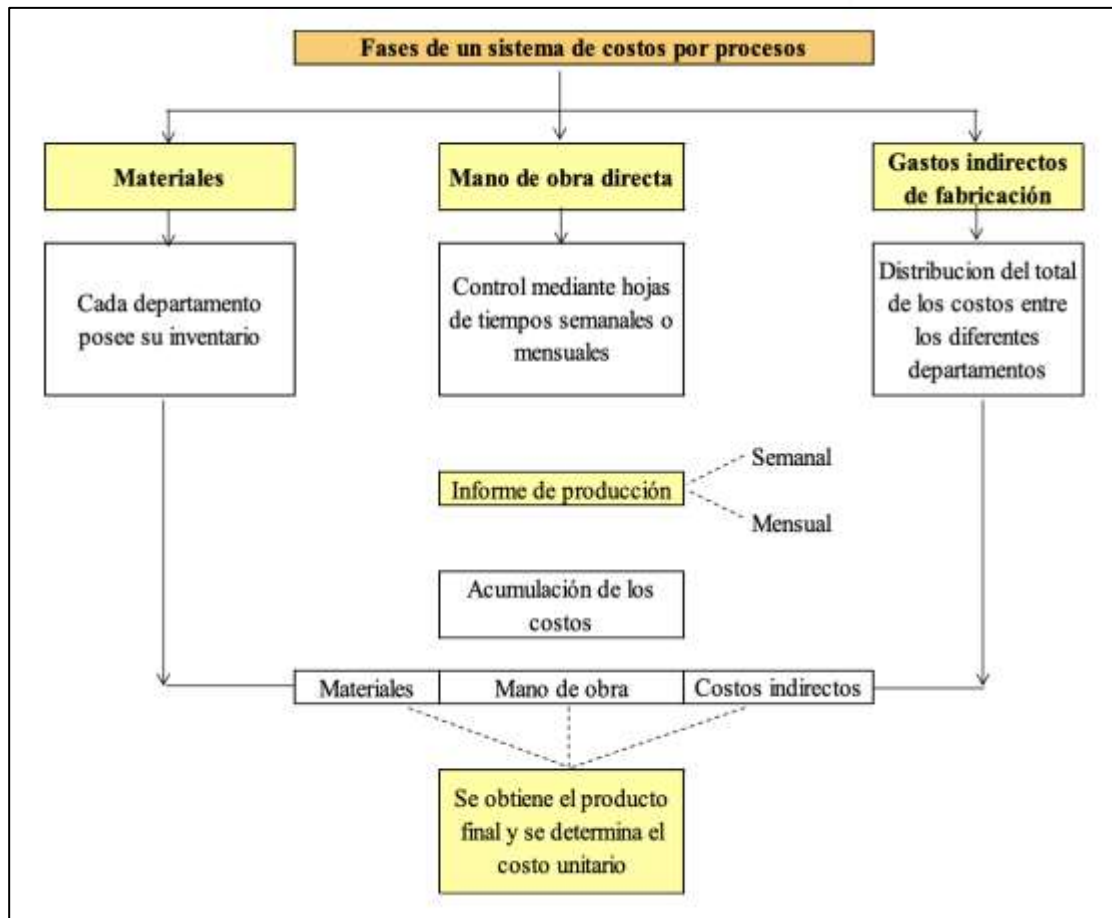 Fases de un sistema de costos por procesos
Materiales
Mano de obra directa
Gastos indirectos
de fabricación
Cada departamento
posee su inventario
Control mediante hojas
de tiempos semanales o
mensuales
Distribucion del total
de los costos entre
los diferentes
departamentos
Informe de producción
Semanal
Mensual
Acumulación de los
costos
Materiales
Mano de obra
Costos indirectos
Se obtiene el producto
final y se determina el
costo unitario